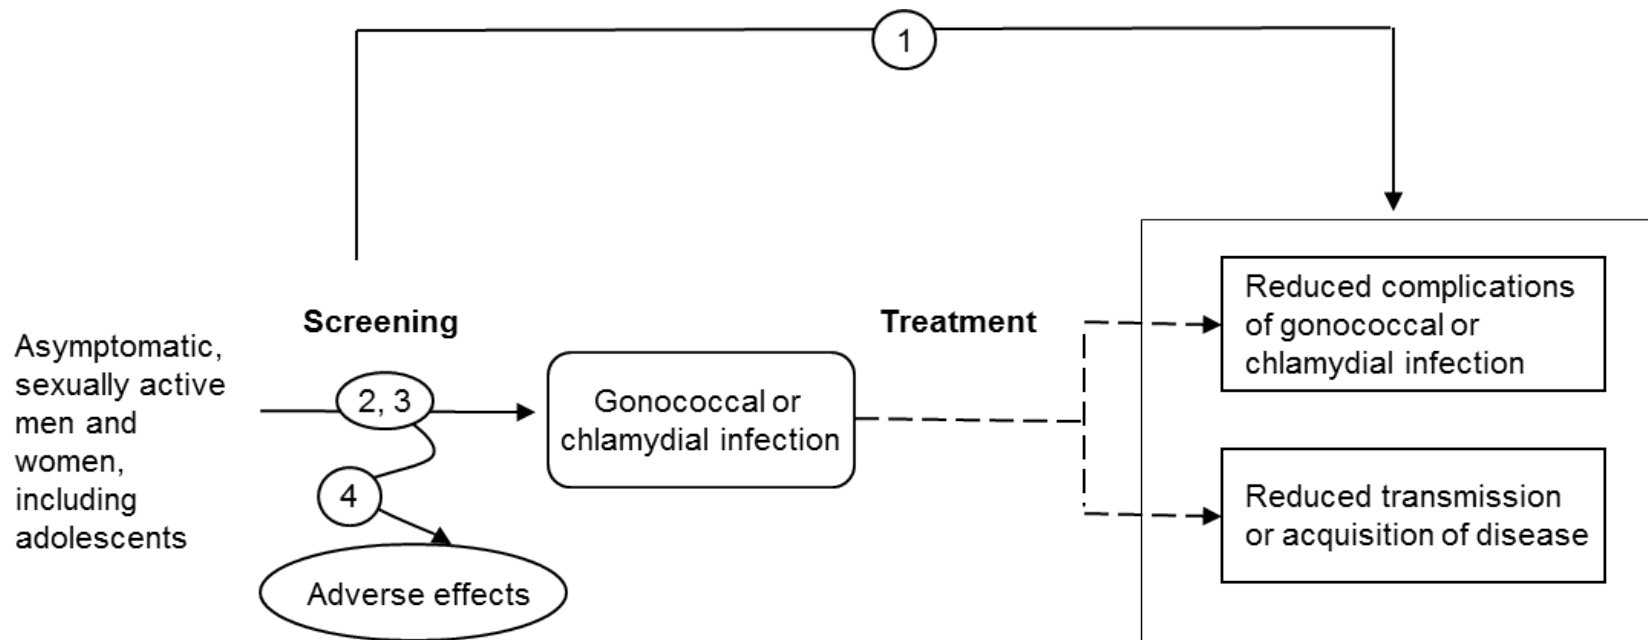 1
Screening
Treatment
Asymptomatic,
sexually active
men and
women,
including
adolescents
2, 3
4
Adverse effects
Gonococcal or
chlamydial infection
Reduced complications
of gonococcal or
chlamydial infection
Reduced transmission
or acquisition of disease